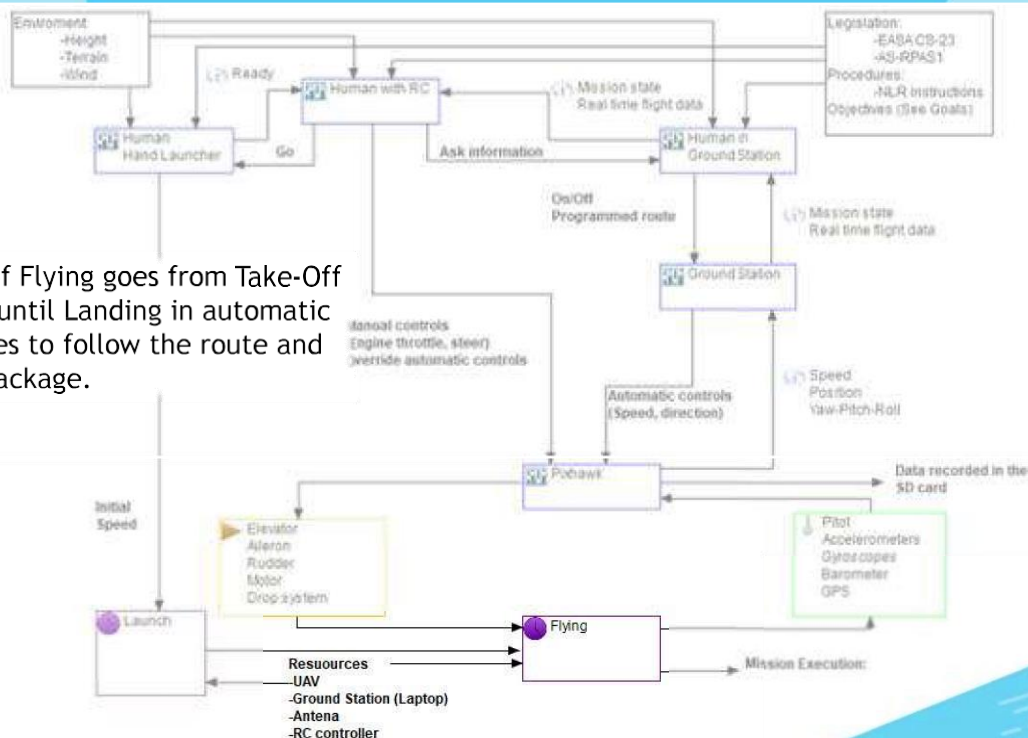 Enviroment:
-Height
-Terrain
-Wind
Legislation:
-EASA CS-23
-AS-RPAS1
Procedures:
-NLR Instructions
Objectives (See Goals)
Ready
Human with RC
Mission state
Real time flight data
Human
Hand Launcher
Go
Ask information
Human in
Ground Station
On/Off
Programmed route
Mission state
Real time flight data
Ground Station
f Flying goes from Take-Off
until Landing in automatic
es to follow the route and
ackage.
Manual controls
Engine throttle, steer)
override automatic controls
Automatic controls
(Speed, direction)
Speed
Position
Yaw-Pitch-Roll
Pixhawk
Data recorded in the
SD card
Initial
Speed
Elevator
Aileron
Rudder
Motor
Drop system
Pitot
Accelerometers
Gyroscopes
Barometer
GPS
Launch
Flying
Resuources
-UAV
-Ground Station (Laptop)
-Antena
-RC controller
Mission Execution: